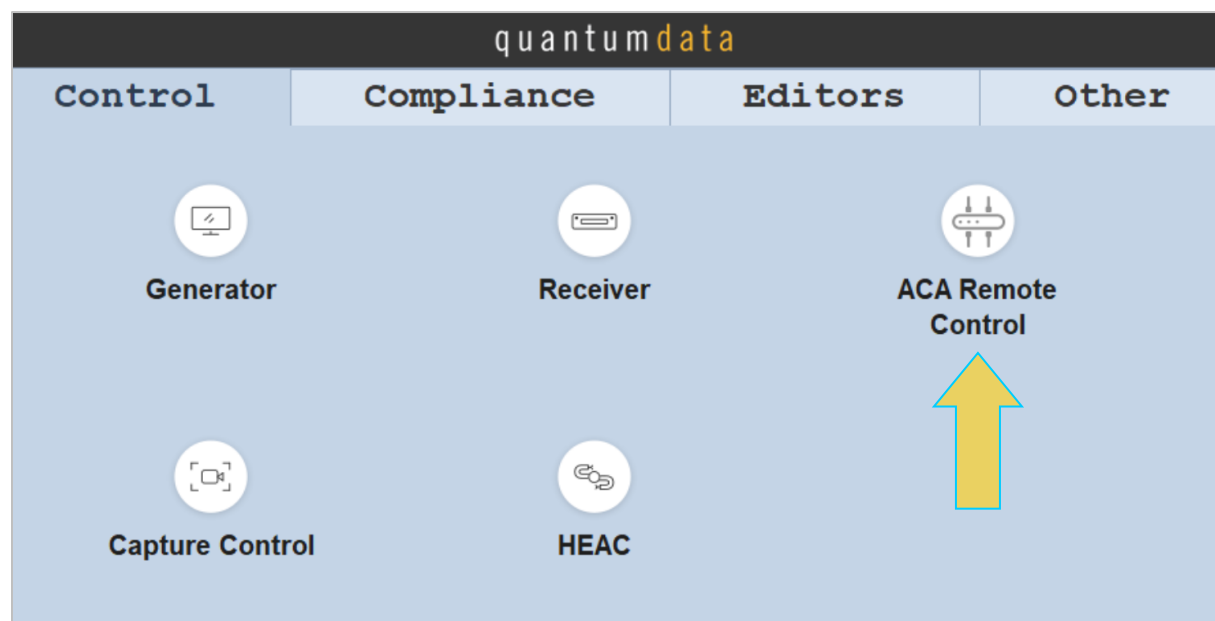 quantumdata
Control Compliance Editors Other
Generator Receiver ACA Remote
Control
Capture Control HEAC